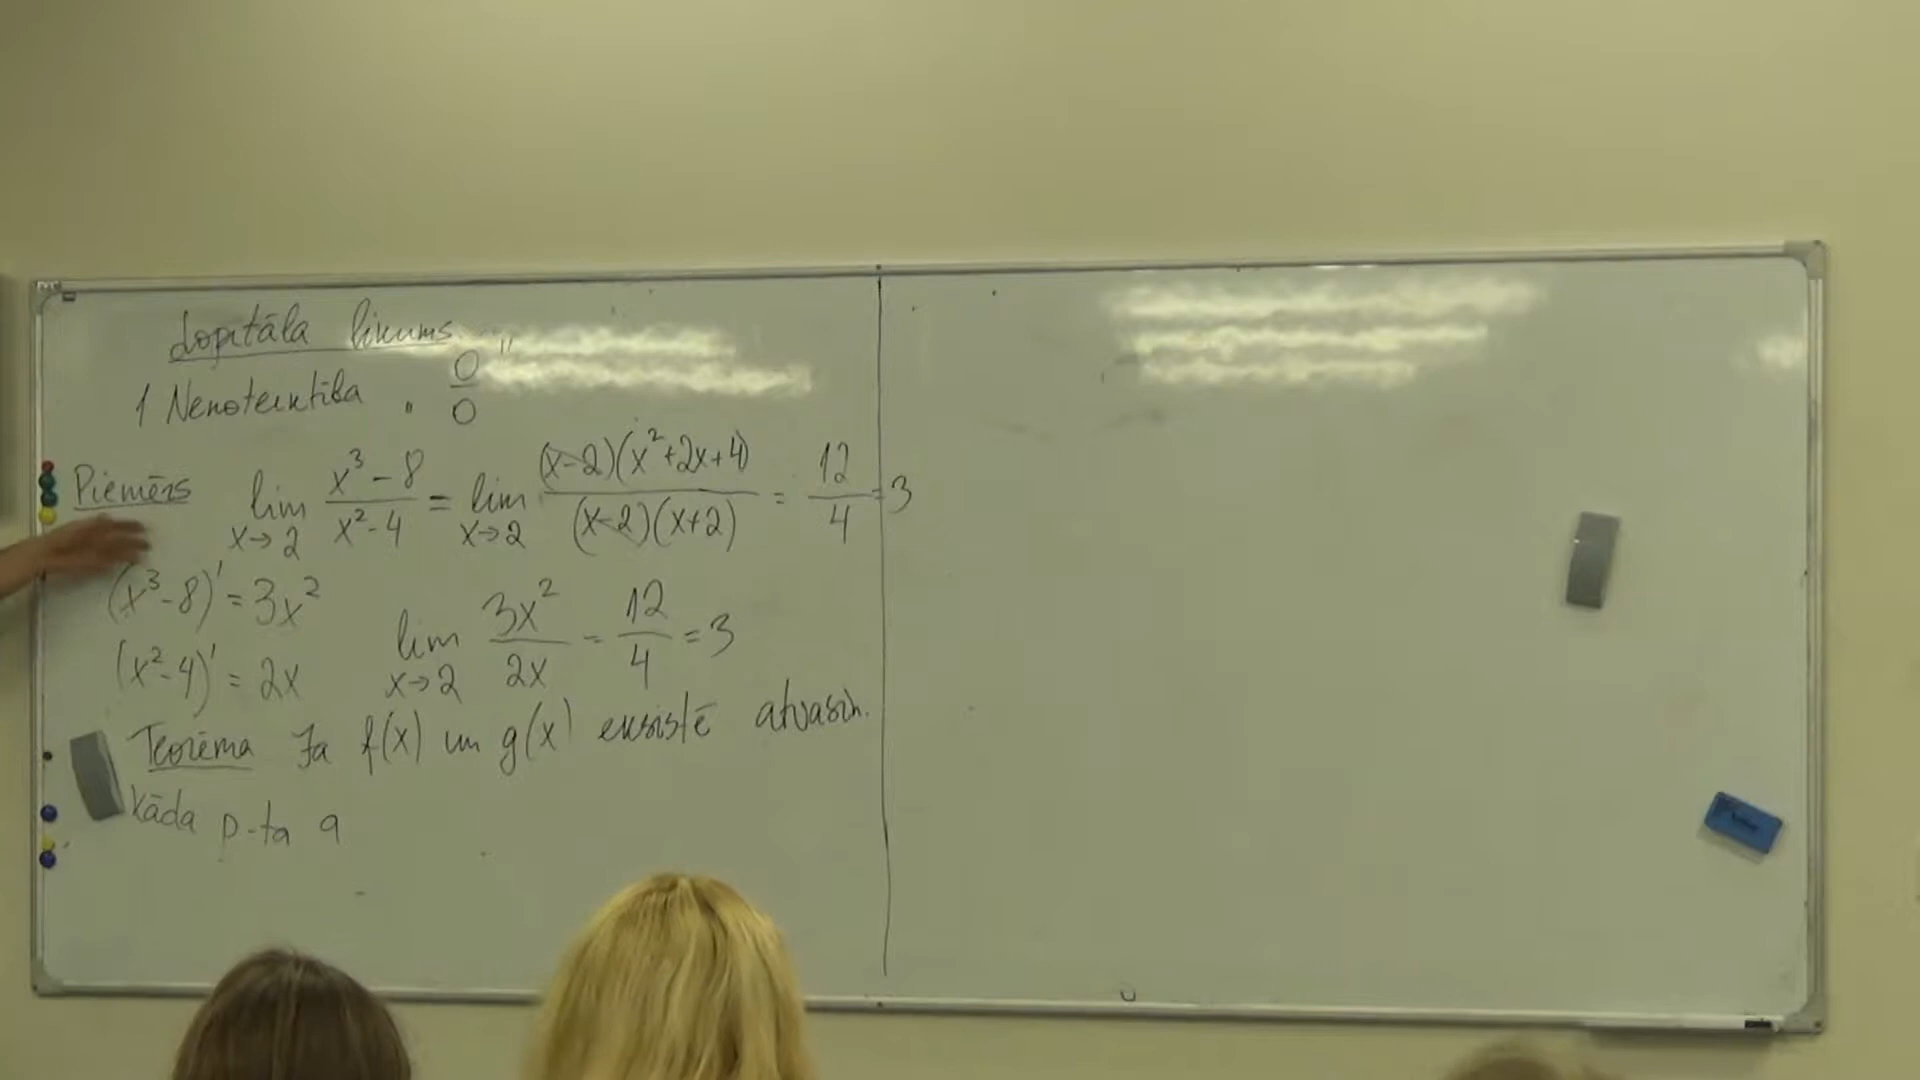 Lopitāla likums
1 Nenoteiktība " 0/0 "
Piemērs lim x→2 (x³-8)/(x²-4) = lim x→2 ((x-2)(x²+2x+4))/((x-2)(x+2)) = 12/4 = 3
(x³-8)' = 3x²
(x²-4)' = 2x lim x→2 3x²/2x = 12/4 = 3
Teorēma Ja f(x) un g(x) eksistē atvasin.
kāda p-tā a